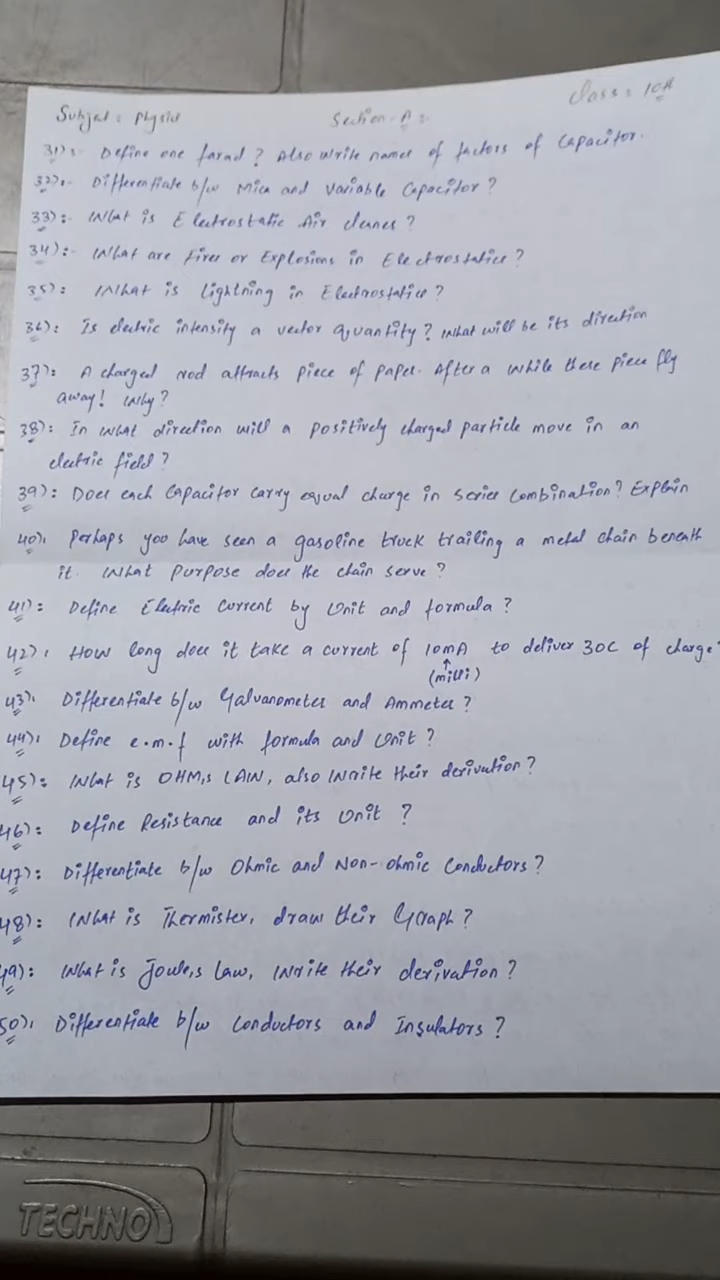 Subject: Physics Section-A:- Class: 10th
31):- Define one farad? Also write names of factors of Capacitor.
32):- Differentiate b/w Mica and Variable Capacitor?
33):- What is Electrostatic Air cleaner?
34):- What are Fires or Explosions in Electrostatics?
35): What is lightning in Electrostatics?
36): Is electric intensity a vector quantity? What will be its direction
37): A charged rod attracts piece of paper. After a while these piece fly
away! Why?
38): In what direction will a positively charged particle move in an
electric field?
39): Does each Capacitor carry equal charge in series Combination? Explain
40). Perhaps you have seen a gasoline truck trailing a metal chain beneath
it. What purpose does the chain serve?
41): Define Electric Current by Unit and formula?
42). How long does it take a current of 10mA to deliver 30C of charge?
(milli)
43). Differentiate b/w Galvanometer and Ammeter?
44). Define e.m.f with formula and Unit?
45): What is OHM,s LAW, also Write their derivation?
46): Define Resistance and its Unit?
47): Differentiate b/w Ohmic and Non-ohmic Conductors?
48): What is Thermister, draw their Graph?
49): What is Joule,s Law, Write their derivation?
50). Differentiate b/w Conductors and Insulators?
TECHNO